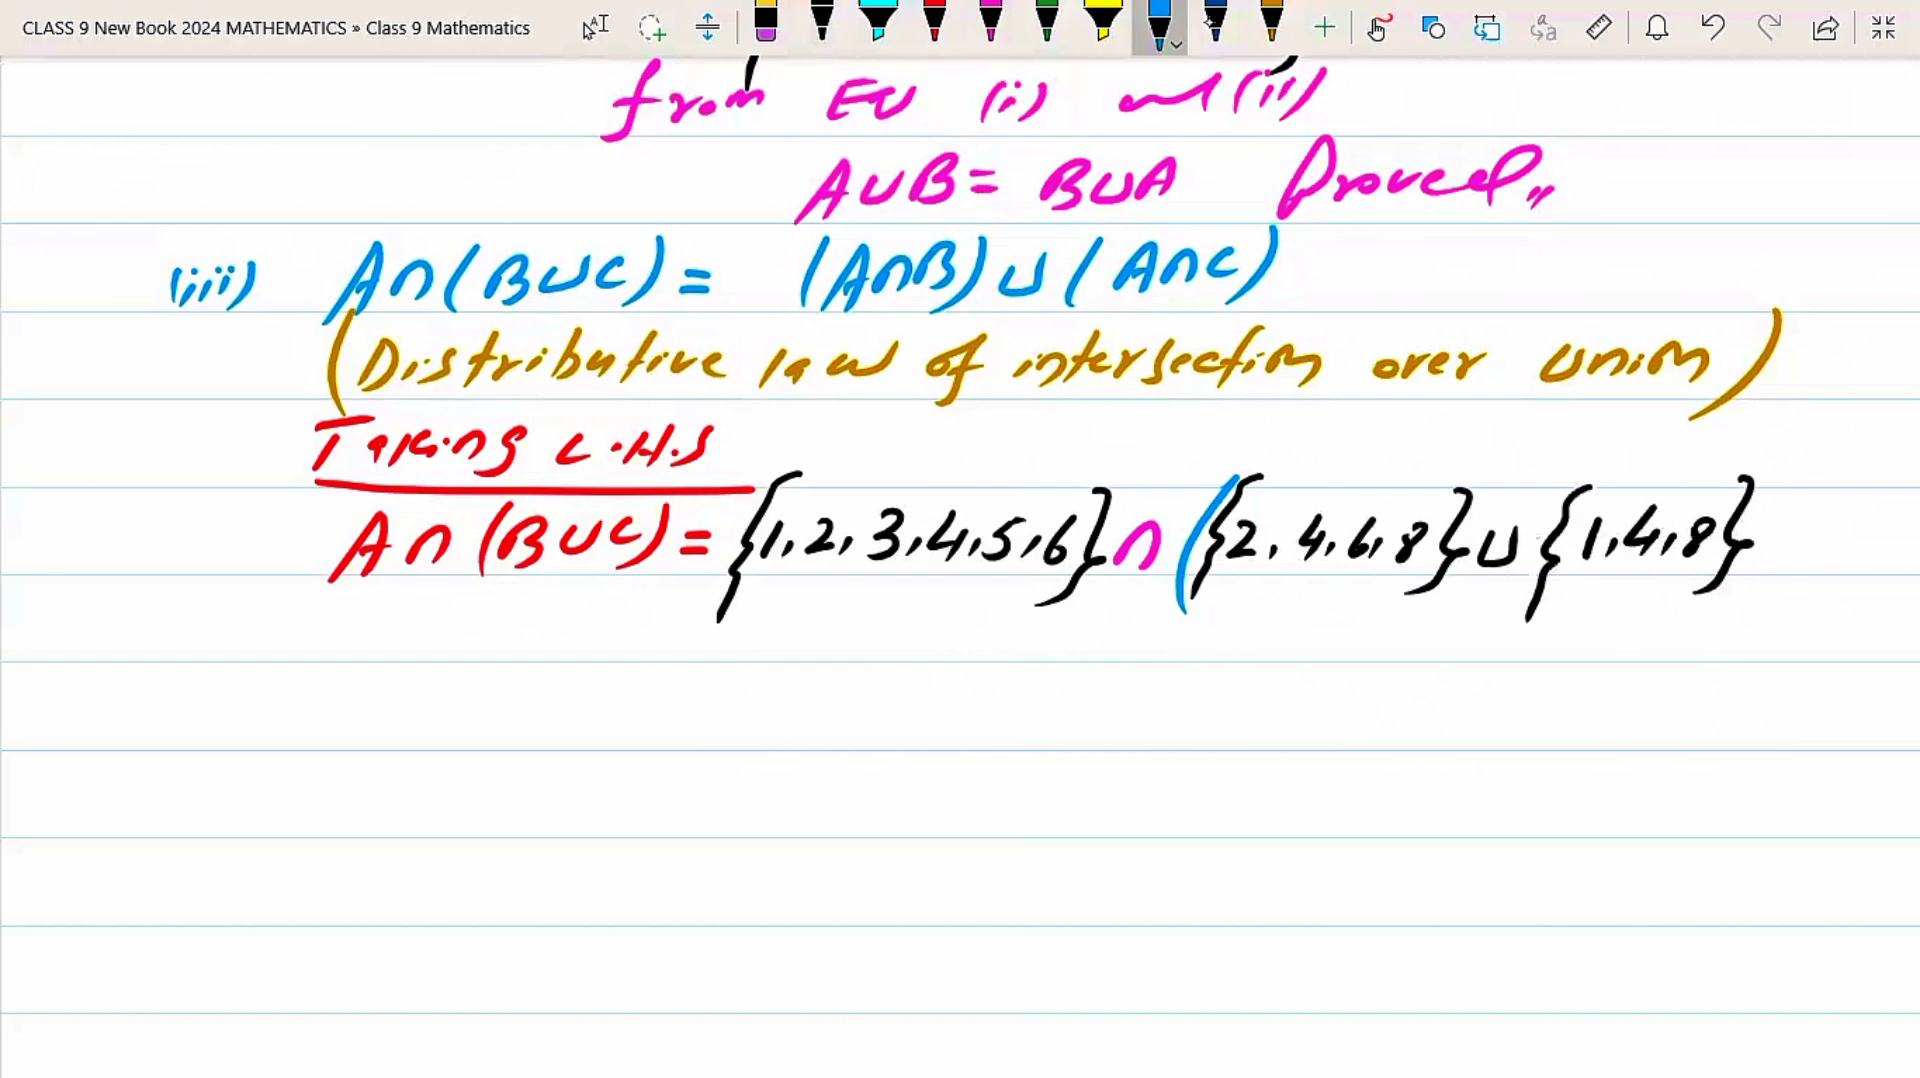 CLASS 9 New Book 2024 MATHEMATICS » Class 9 Mathematics
from EU (i) and (ii)
A∪B = B∪A Proved
(iii) A∩(B∪C) = (A∩B)∪(A∩C)
(Distributive law of intersection over union)
Taking L.H.S
A∩(B∪C) = {1,2,3,4,5,6}∩({2,4,6,8}∪{1,4,8}